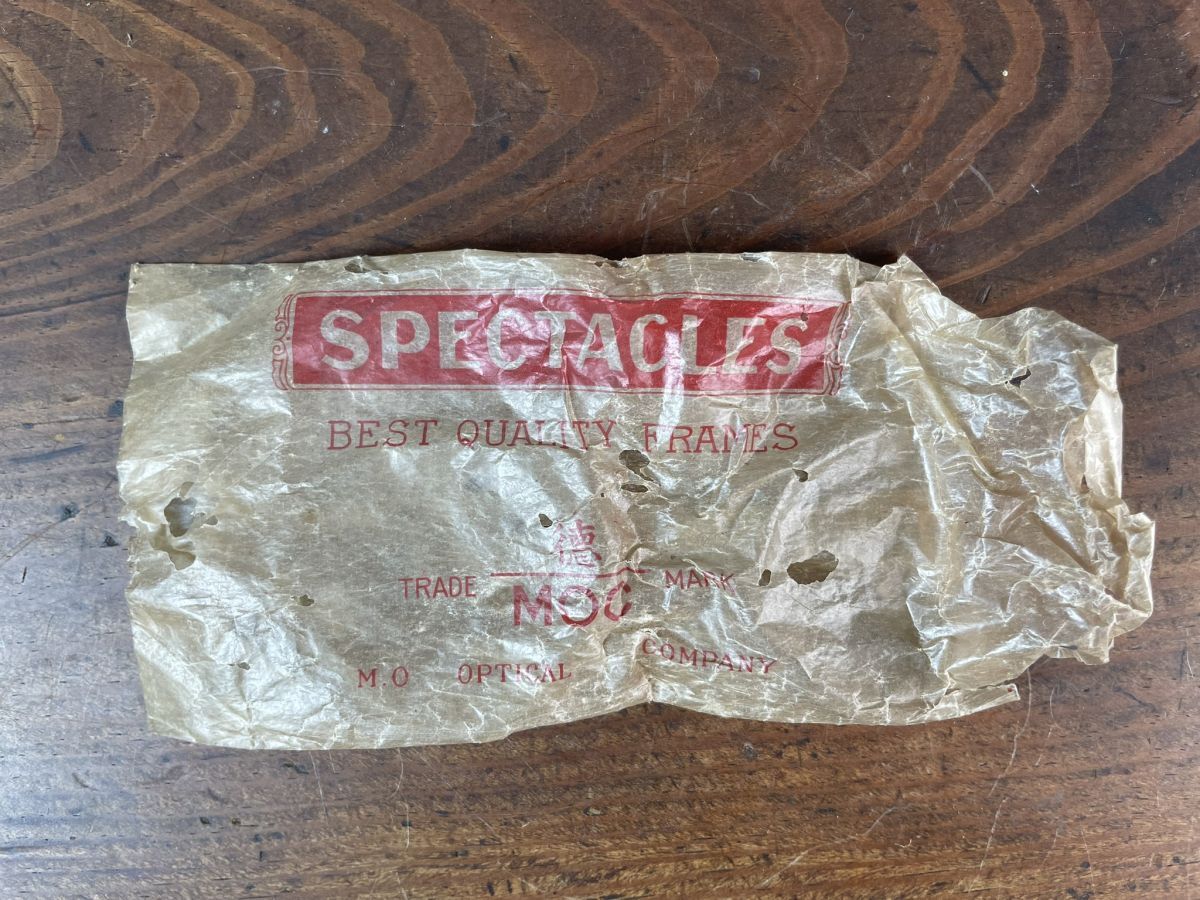 SPECTACLES
BEST QUALITY FRAMES
德
TRADE MOC MARK
M.O OPTICAL COMPANY